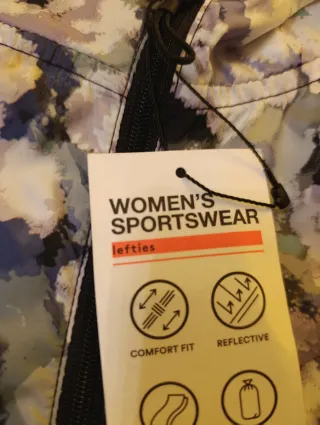 WOMEN'S
SPORTSWEAR
lefties
COMFORT FIT
REFLECTIVE